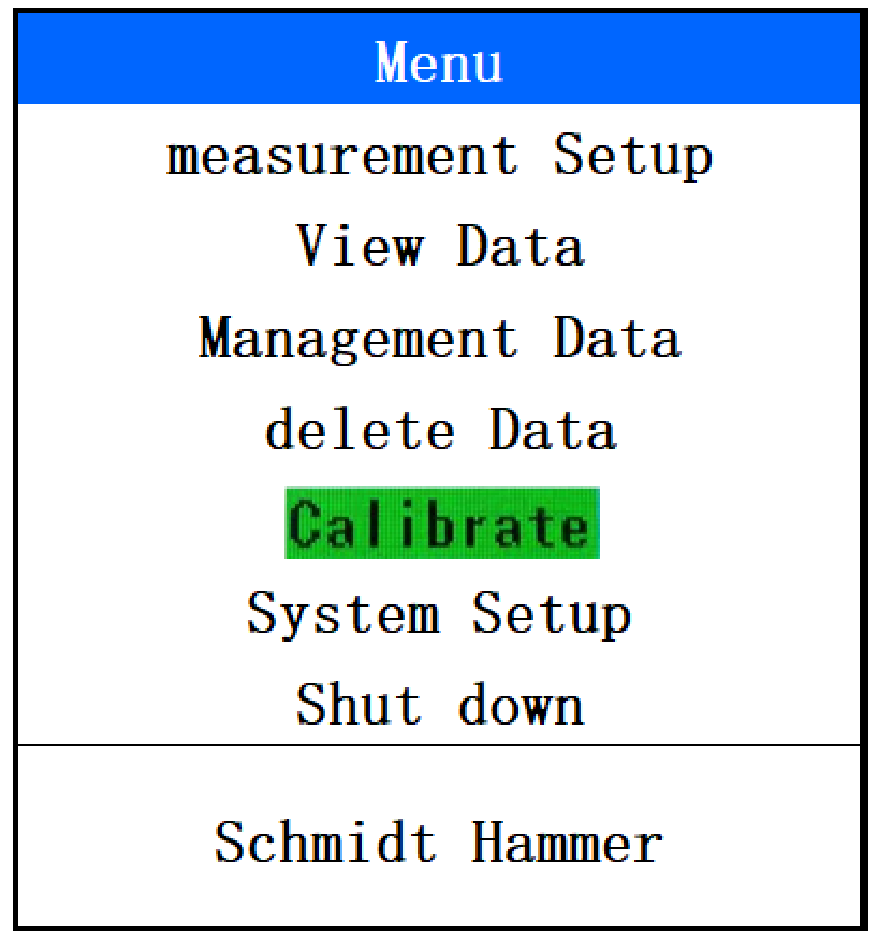 Menu
measurement Setup
View Data
Management Data
delete Data
Calibrate
System Setup
Shut down
Schmidt Hammer